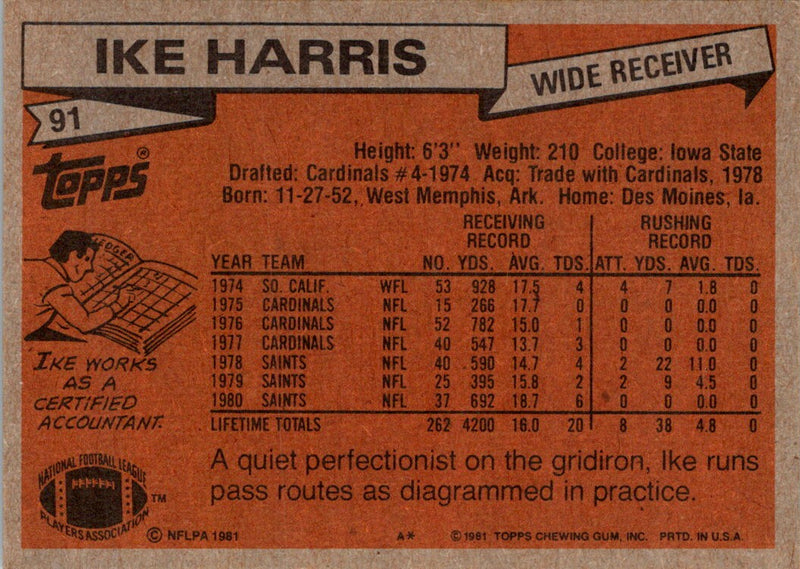 IKE HARRIS
WIDE RECEIVER
91
Topps®
Height: 6'3" Weight: 210 College: Iowa State
Drafted: Cardinals #4-1974 Acq: Trade with Cardinals, 1978
Born: 11-27-52, West Memphis, Ark. Home: Des Moines, Ia.
RECEIVING RECORD RUSHING RECORD
YEAR TEAM NO. YDS. AVG. TDS. ATT. YDS. AVG. TDS.
1974 SO. CALIF. WFL 53 928 17.5 4 4 7 1.8 0
1975 CARDINALS NFL 15 266 17.7 0 0 0 0.0 0
1976 CARDINALS NFL 52 782 15.0 1 0 0 0.0 0
1977 CARDINALS NFL 40 547 13.7 3 0 0 0.0 0
1978 SAINTS NFL 40 590 14.7 4 2 22 11.0 0
1979 SAINTS NFL 25 395 15.8 2 2 9 4.5 0
1980 SAINTS NFL 37 692 18.7 6 0 0 0.0 0
LIFETIME TOTALS 262 4200 16.0 20 8 38 4.8 0
LEDGER
IKE WORKS
AS A
CERTIFIED
ACCOUNTANT.
A quiet perfectionist on the gridiron, Ike runs
pass routes as diagrammed in practice.
NATIONAL FOOTBALL LEAGUE
PLAYERS ASSOCIATION
TM
© NFLPA 1981 A* © 1981 TOPPS CHEWING GUM, INC. PRTD. IN U.S.A.